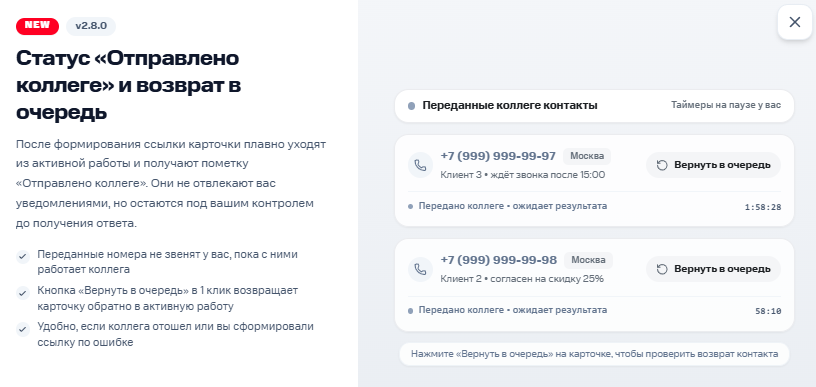 NEW v2.8.0
Статус «Отправлено
коллеге» и возврат в
очередь
После формирования ссылки карточки плавно уходят
из активной работы и получают пометку
«Отправлено коллеге». Они не отвлекают вас
уведомлениями, но остаются под вашим контролем
до получения ответа.
Переданные номера не звенят у вас, пока с ними
работает коллега
Кнопка «Вернуть в очередь» в 1 клик возвращает
карточку обратно в активную работу
Удобно, если коллега отошел или вы сформировали
ссылку по ошибке
Переданные коллеге контакты Таймеры на паузе у вас
+7 (999) 999-99-97 Москва
Клиент 3 • ждёт звонка после 15:00
Вернуть в очередь
Передано коллеге • ожидает результата 1:58:28
+7 (999) 999-99-98 Москва
Клиент 2 • согласен на скидку 25%
Вернуть в очередь
Передано коллеге • ожидает результата 58:10
Нажмите «Вернуть в очередь» на карточке, чтобы проверить возврат контакта